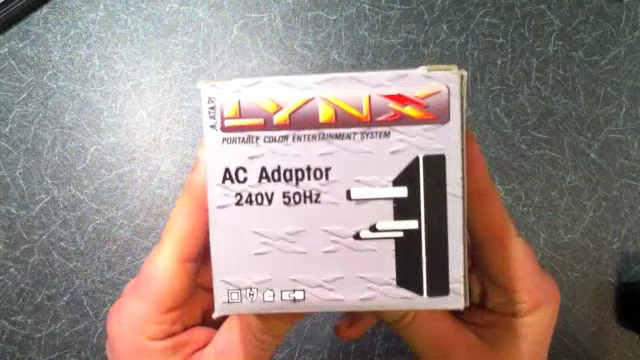 ATARI
LYNX
PORTABLE COLOR ENTERTAINMENT SYSTEM
AC Adaptor
240V 50Hz